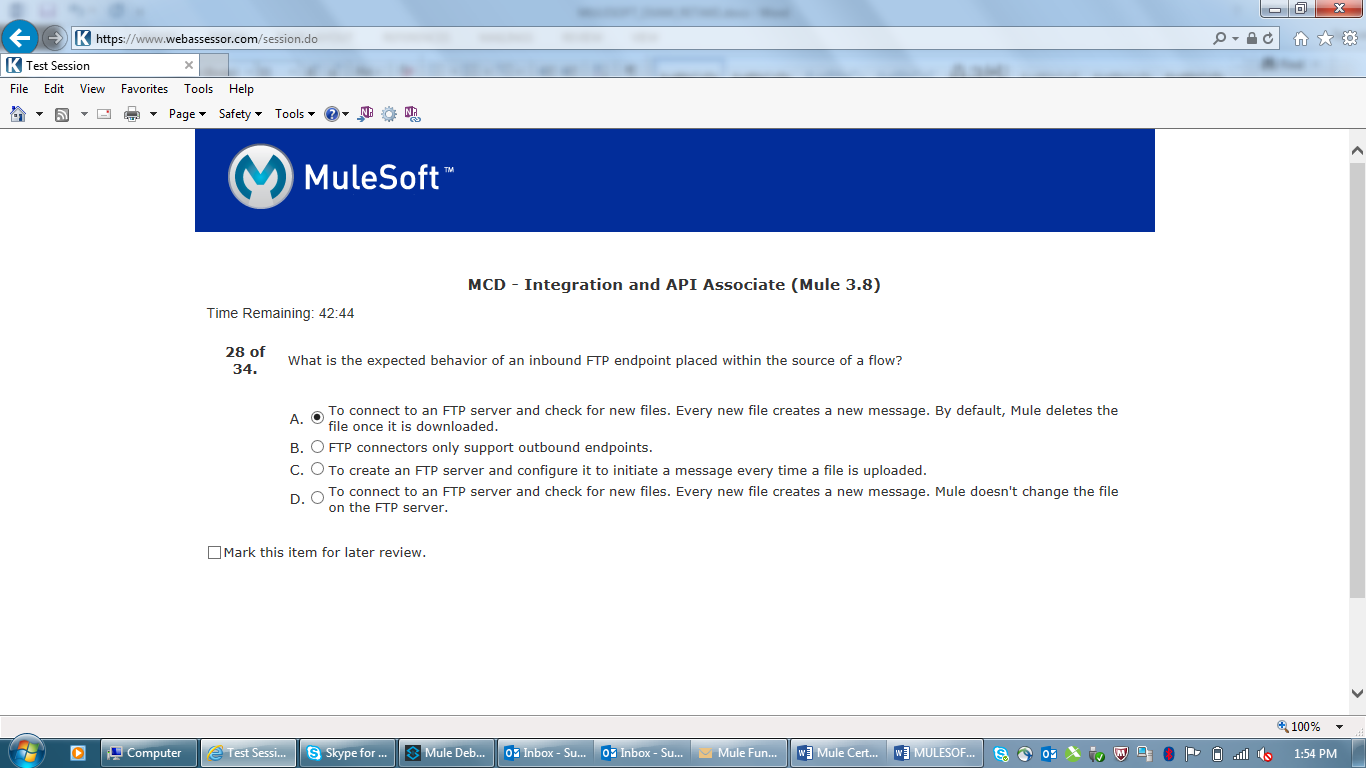 https://www.webassessor.com/session.do
Test Session
File Edit View Favorites Tools Help
Page Safety Tools
MuleSoft™
MCD - Integration and API Associate (Mule 3.8)
Time Remaining: 42:44
28 of
34.
What is the expected behavior of an inbound FTP endpoint placed within the source of a flow?
A. To connect to an FTP server and check for new files. Every new file creates a new message. By default, Mule deletes the
file once it is downloaded.
B. FTP connectors only support outbound endpoints.
C. To create an FTP server and configure it to initiate a message every time a file is uploaded.
D. To connect to an FTP server and check for new files. Every new file creates a new message. Mule doesn't change the file
on the FTP server.
Mark this item for later review.
100%
Computer Test Sessi... Skype for ... Mule Deb... Inbox - Su... Inbox - Su... Mule Fun... Mule Cert... MULESOF... 1:54 PM